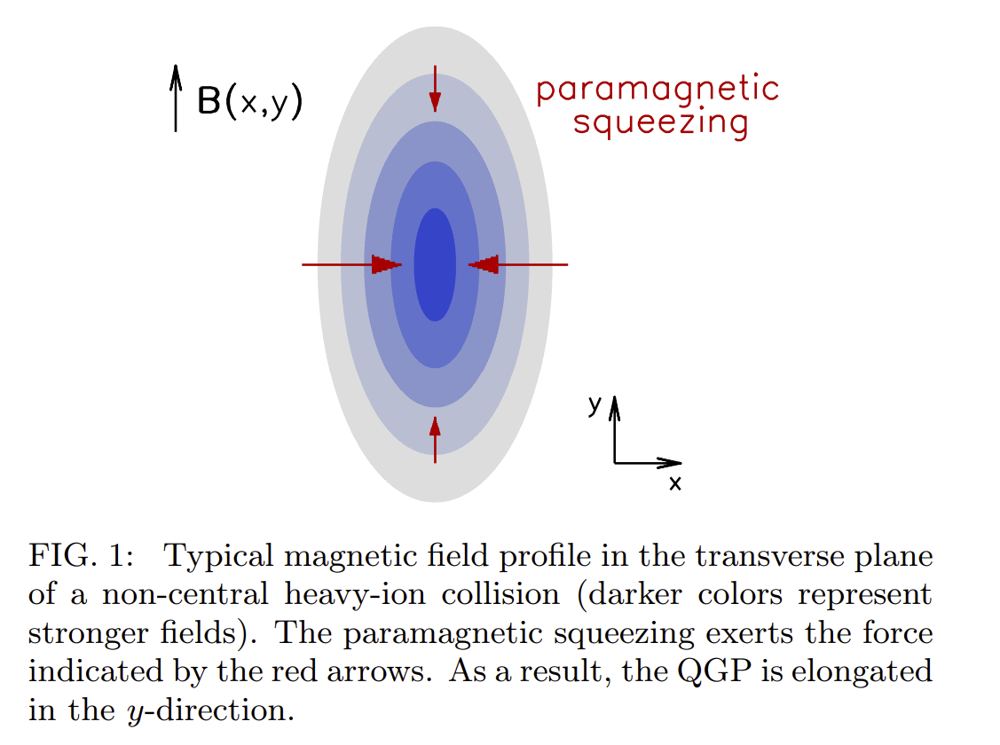 B(x,y)
paramagnetic
squeezing
y
x
FIG. 1: Typical magnetic field profile in the transverse plane
of a non-central heavy-ion collision (darker colors represent
stronger fields). The paramagnetic squeezing exerts the force
indicated by the red arrows. As a result, the QGP is elongated
in the y-direction.